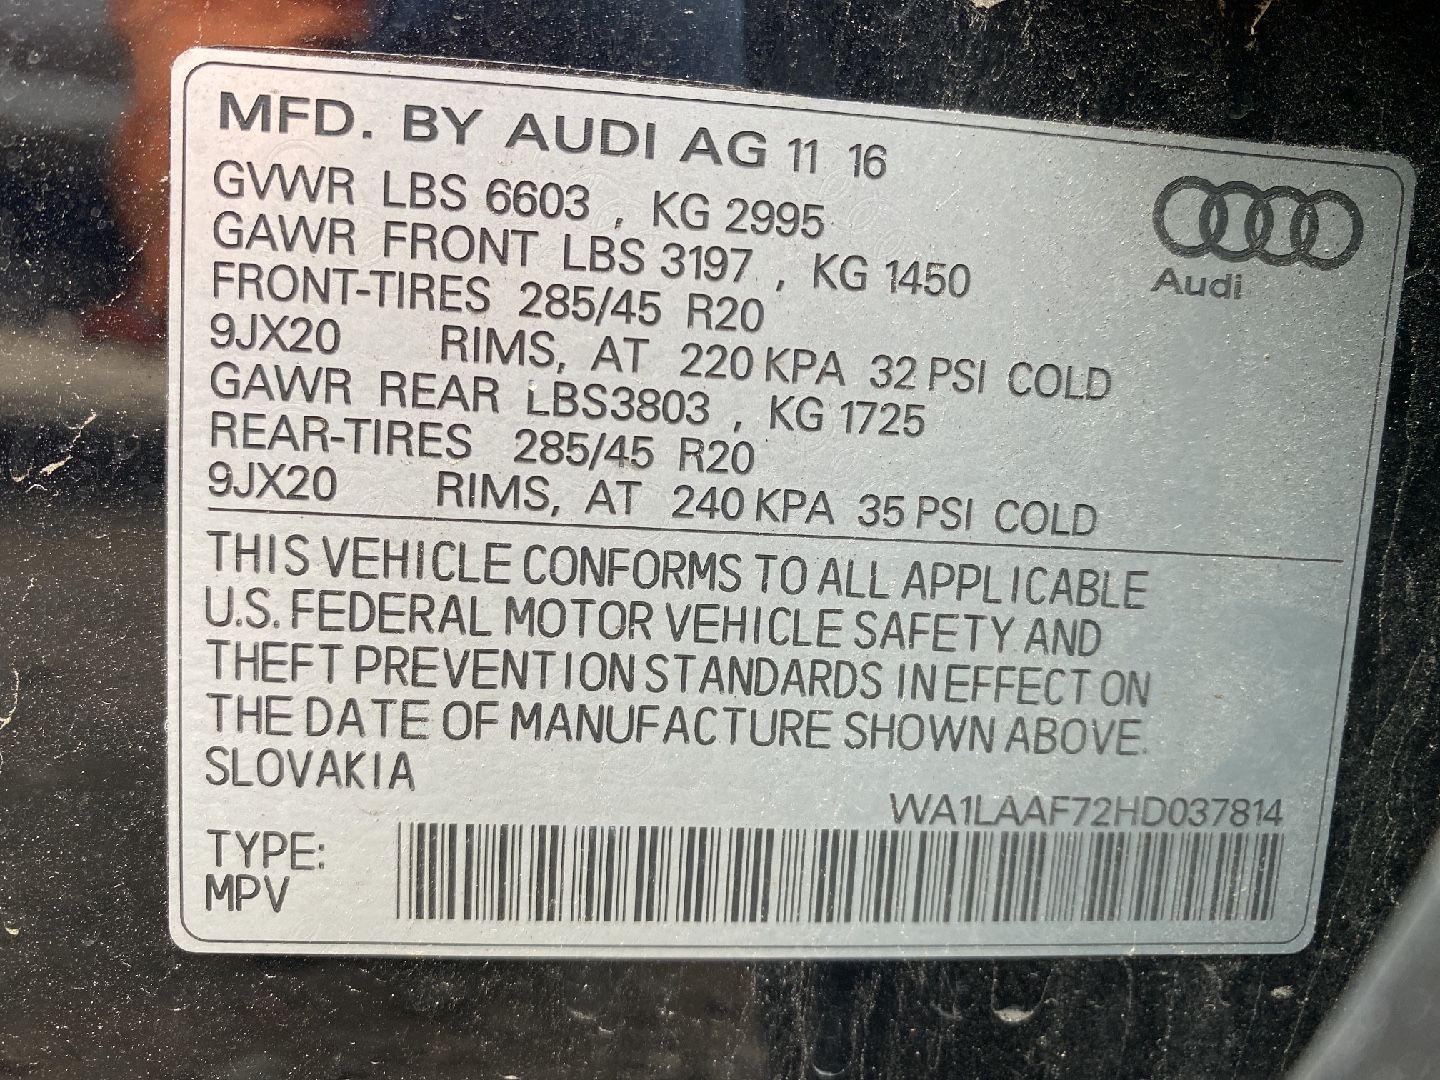 MFD. BY AUDI AG 11 16
GVWR LBS 6603 , KG 2995
GAWR FRONT LBS 3197 , KG 1450
FRONT-TIRES 285/45 R20
9JX20 RIMS, AT 220 KPA 32 PSI COLD
GAWR REAR LBS3803 , KG 1725
REAR-TIRES 285/45 R20
9JX20 RIMS, AT 240 KPA 35 PSI COLD
Audi
THIS VEHICLE CONFORMS TO ALL APPLICABLE
U.S. FEDERAL MOTOR VEHICLE SAFETY AND
THEFT PREVENTION STANDARDS IN EFFECT ON
THE DATE OF MANUFACTURE SHOWN ABOVE.
SLOVAKIA
WA1LAAF72HD037814
TYPE:
MPV